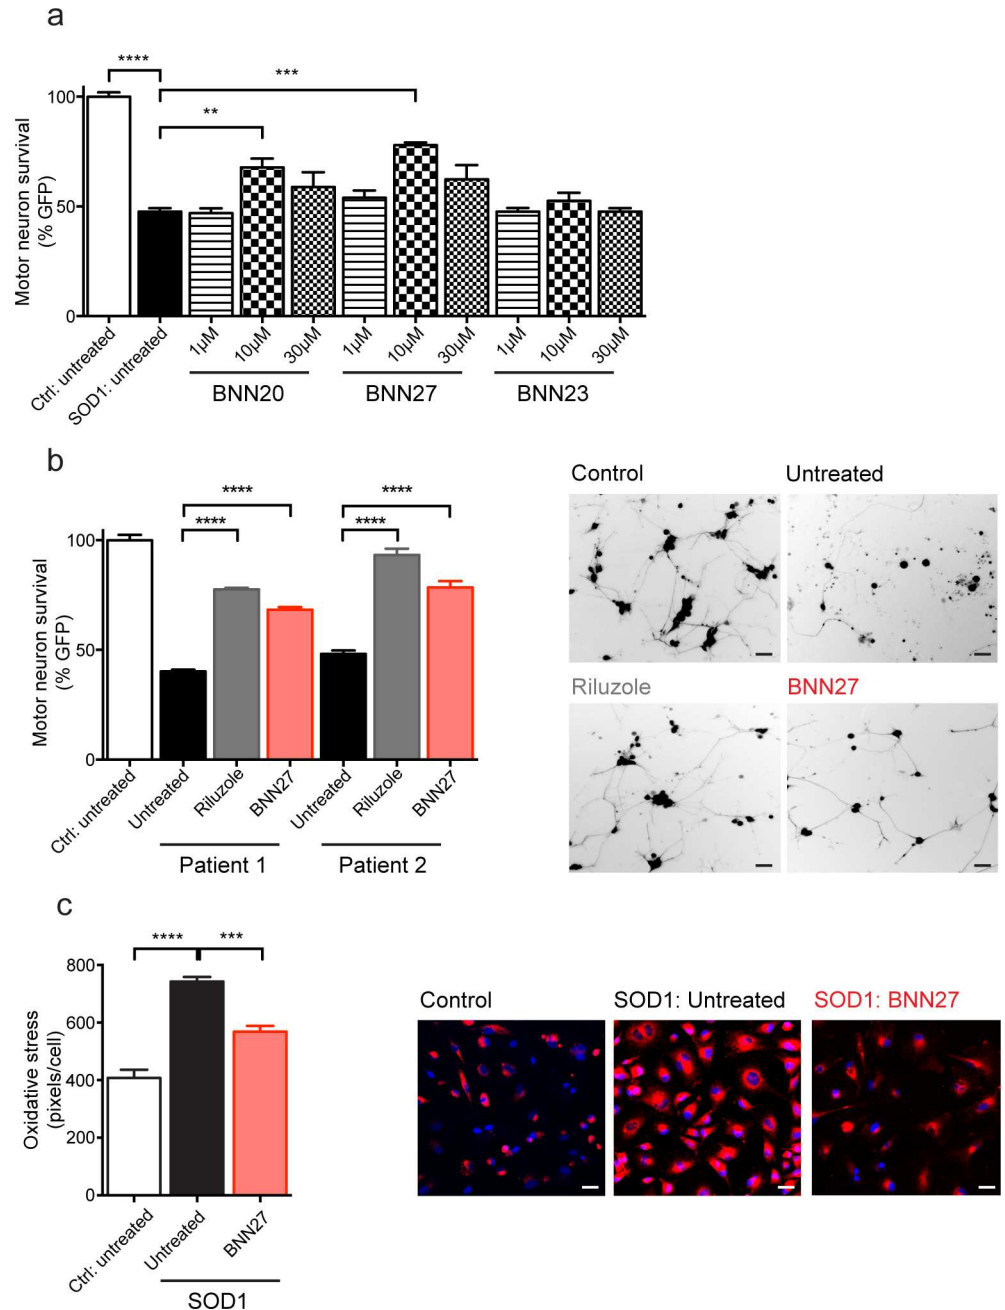 a
****
***
**
Motor neuron survival
(% GFP)
100
50
0
Ctrl: untreated
SOD1: untreated
1µM
10µM
30µM
1µM
10µM
30µM
1µM
10µM
30µM
BNN20
BNN27
BNN23
b
****
****
****
****
Motor neuron survival
(% GFP)
100
50
0
Ctrl: untreated
Untreated
Riluzole
BNN27
Untreated
Riluzole
BNN27
Patient 1
Patient 2
Control
Untreated
Riluzole
BNN27
c
****
***
Oxidative stress
(pixels/cell)
800
600
400
200
0
Ctrl: untreated
Untreated
BNN27
SOD1
Control
SOD1: Untreated
SOD1: BNN27